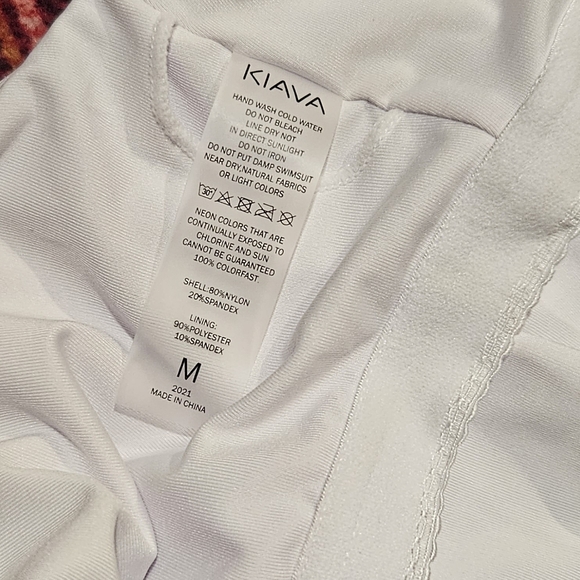 KIAVA
HAND WASH COLD WATER
DO NOT BLEACH
LINE DRY NOT
IN DIRECT SUNLIGHT
DO NOT IRON
DO NOT PUT DAMP SWIMSUIT
NEAR DRY,NATURAL FABRICS
OR LIGHT COLORS
30°
NEON COLORS THAT ARE
CONTINUALLY EXPOSED TO
CHLORINE AND SUN
CANNOT BE GUARANTEED
100% COLORFAST.
SHELL:80%NYLON
20%SPANDEX
LINING:
90%POLYESTER
10%SPANDEX
M
2021
MADE IN CHINA